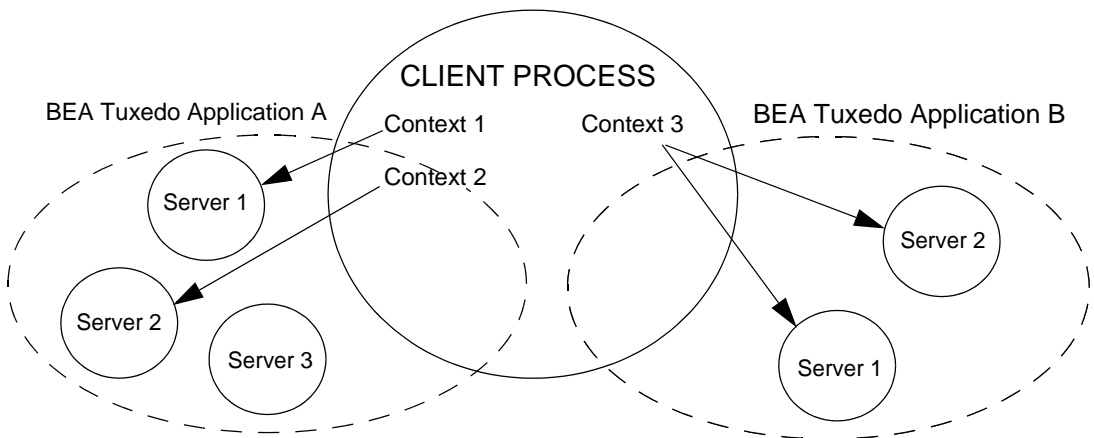 CLIENT PROCESS
BEA Tuxedo Application A
BEA Tuxedo Application B
Context 1
Context 3
Context 2
Server 1
Server 2
Server 2
Server 3
Server 1